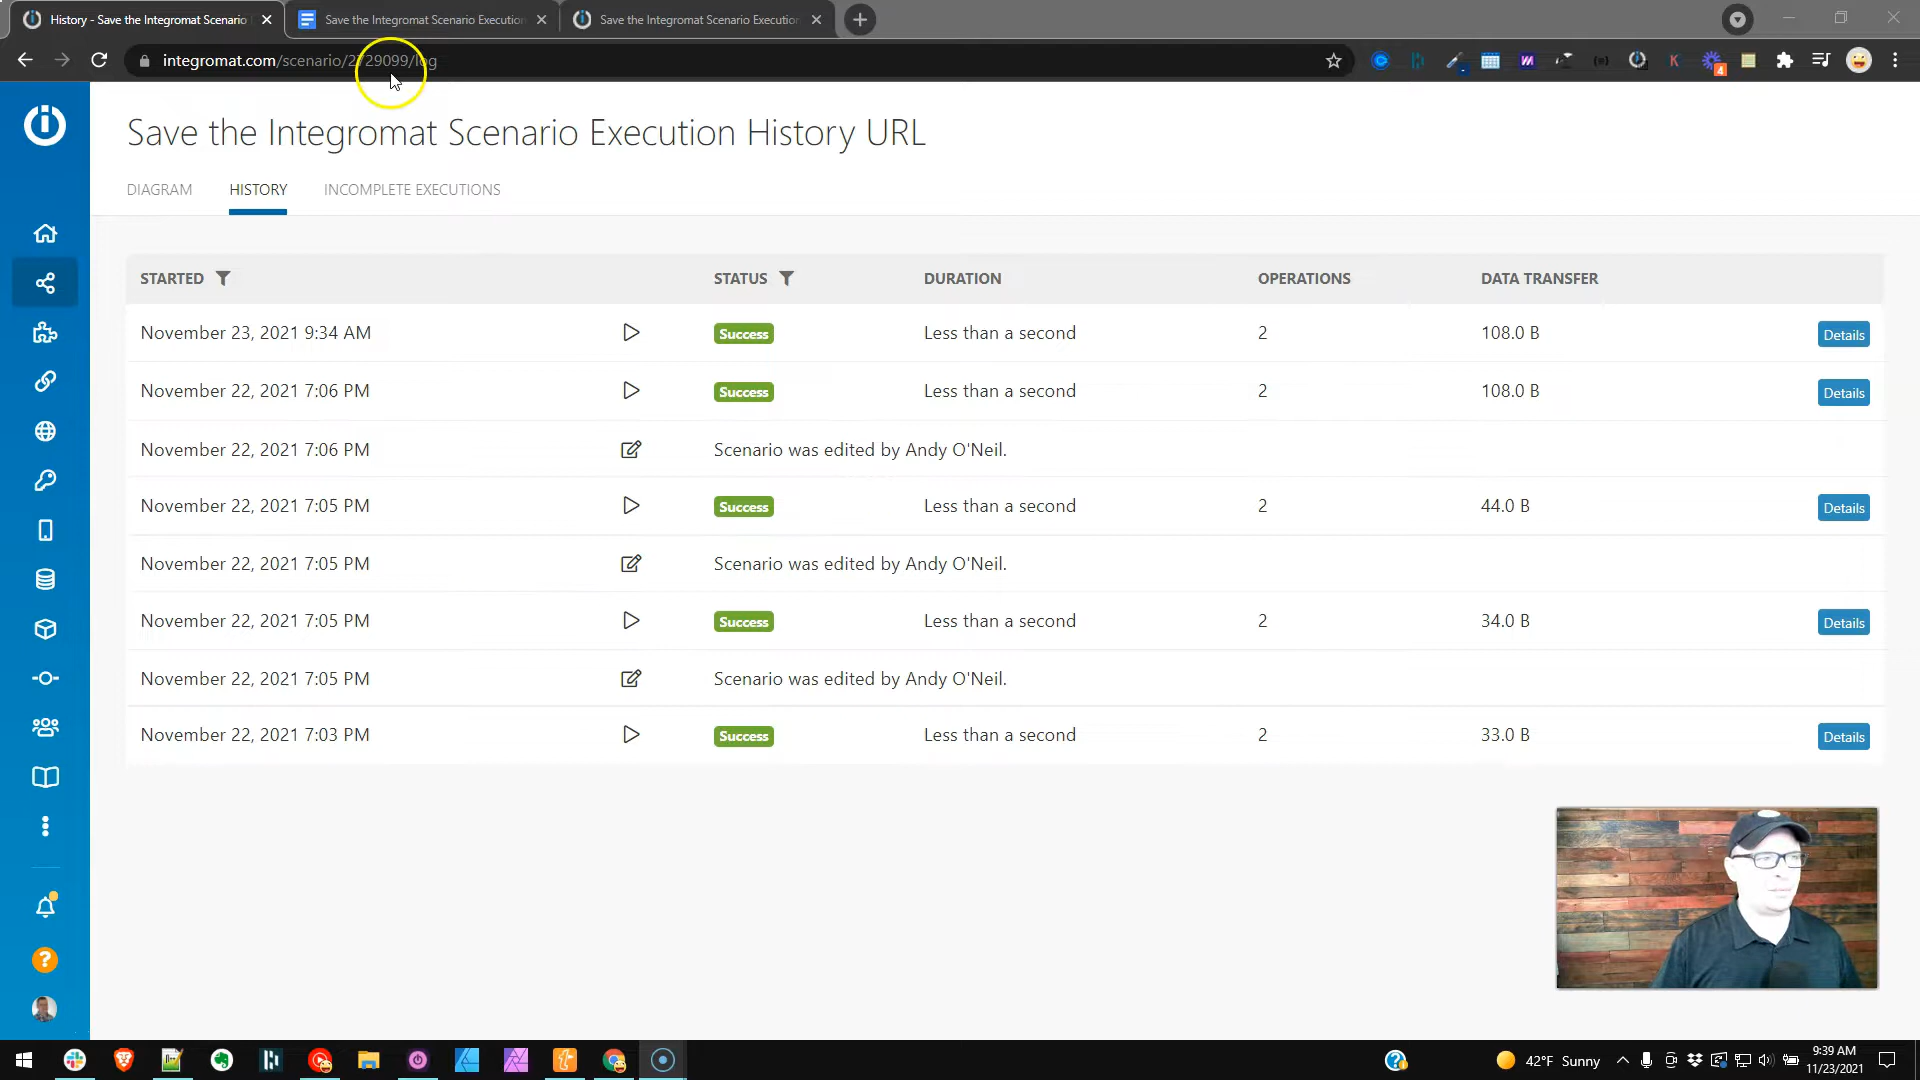 History - Save the Integromat Scenario
Save the Integromat Scenario Execution
Save the Integromat Scenario Execution
integromat.com/scenario/2729099/log
4
Save the Integromat Scenario Execution History URL
DIAGRAM HISTORY INCOMPLETE EXECUTIONS
STARTED STATUS DURATION OPERATIONS DATA TRANSFER
November 23, 2021 9:34 AM Success Less than a second 2 108.0 B Details
November 22, 2021 7:06 PM Success Less than a second 2 108.0 B Details
November 22, 2021 7:06 PM Scenario was edited by Andy O'Neil.
November 22, 2021 7:05 PM Success Less than a second 2 44.0 B Details
November 22, 2021 7:05 PM Scenario was edited by Andy O'Neil.
November 22, 2021 7:05 PM Success Less than a second 2 34.0 B Details
November 22, 2021 7:05 PM Scenario was edited by Andy O'Neil.
November 22, 2021 7:03 PM Success Less than a second 2 33.0 B Details
42°F Sunny
9:39 AM
11/23/2021